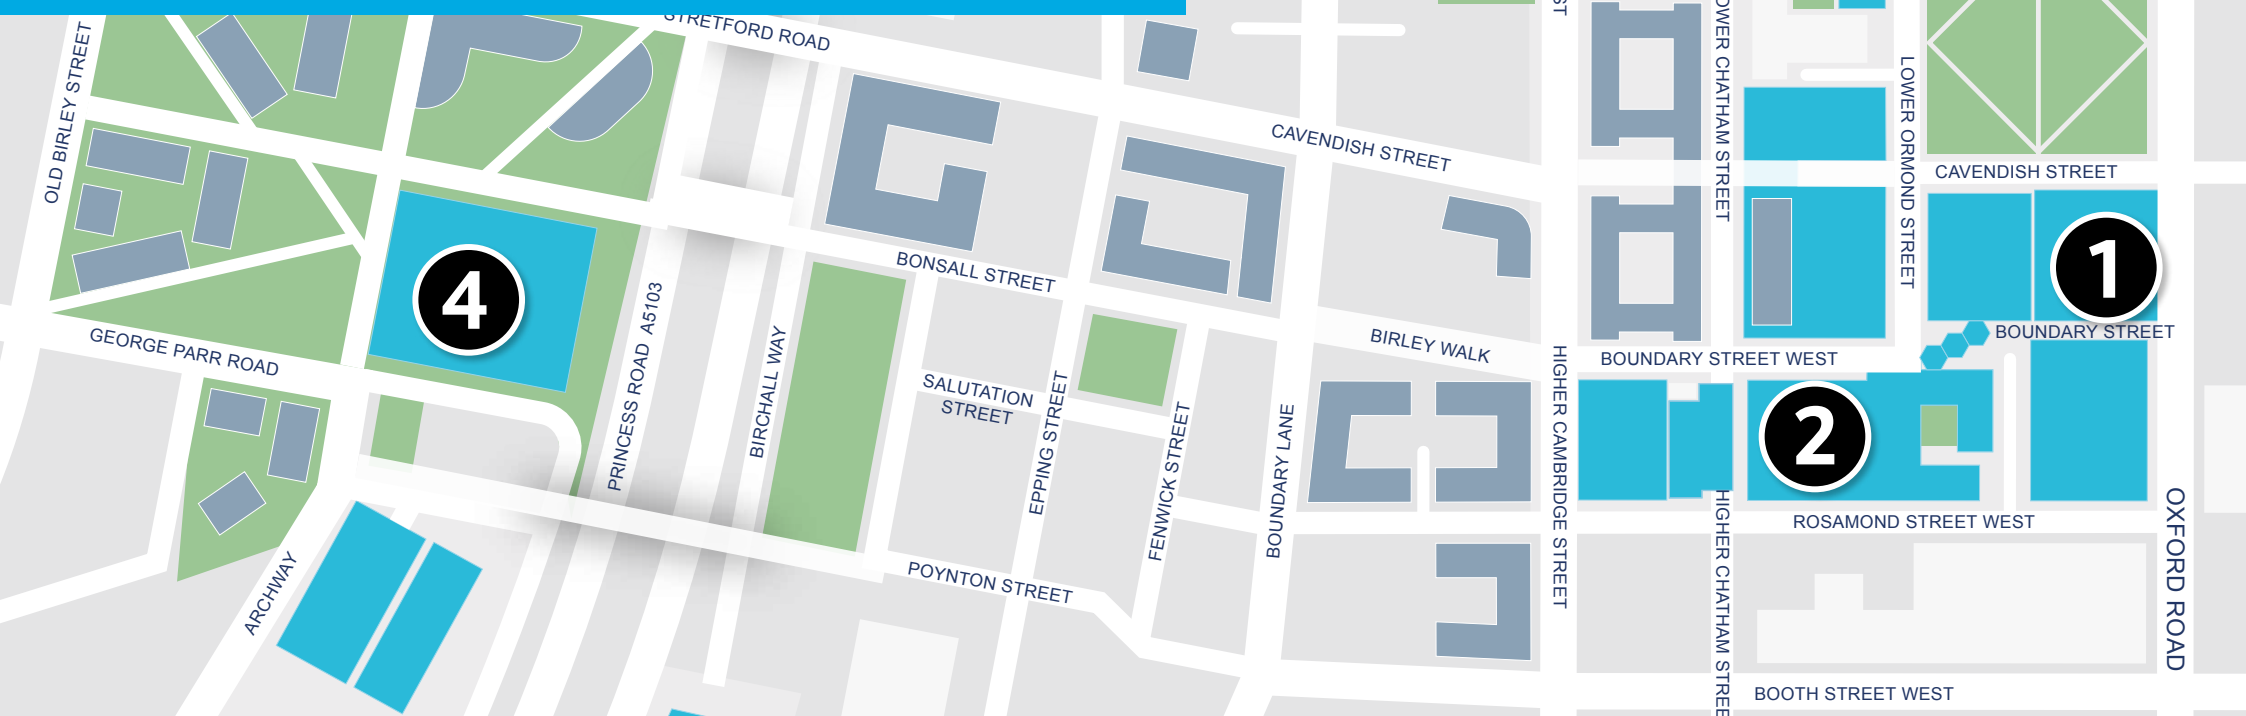 STRETFORD ROAD
OLD BIRLEY STREET
CAVENDISH STREET
LOWER CHATHAM STREET
LOWER ORMOND STREET
CAVENDISH STREET
ST
1
4
BONSALL STREET
PRINCESS ROAD A5103
BIRCHALL WAY
GEORGE PARR ROAD
BIRLEY WALK
BOUNDARY STREET
BOUNDARY STREET WEST
SALUTATION
STREET
EPPING STREET
FENWICK STREET
BOUNDARY LANE
HIGHER CAMBRIDGE STREET
2
HIGHER CHATHAM STREE
ROSAMOND STREET WEST
OXFORD ROAD
ARCHWAY
POYNTON STREET
BOOTH STREET WEST